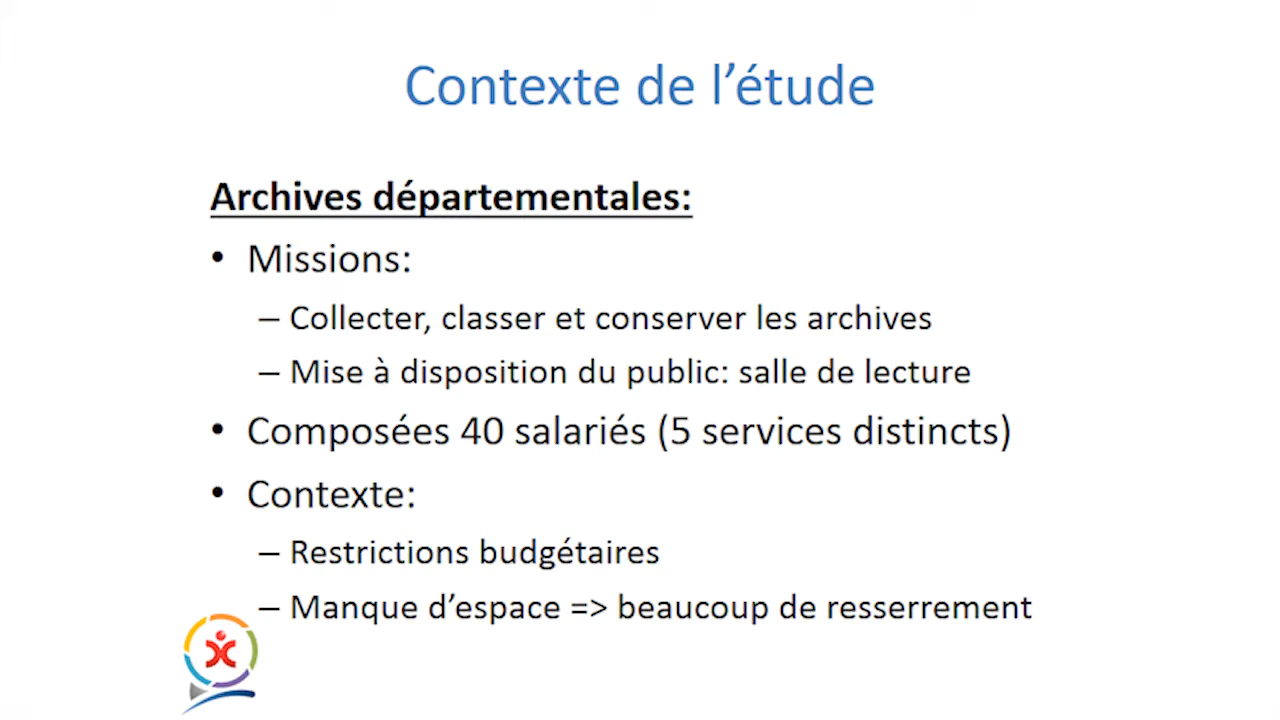 Contexte de l’étude
Archives départementales:
• Missions:
– Collecter, classer et conserver les archives
– Mise à disposition du public: salle de lecture
• Composées 40 salariés (5 services distincts)
• Contexte:
– Restrictions budgétaires
– Manque d’espace => beaucoup de resserrement